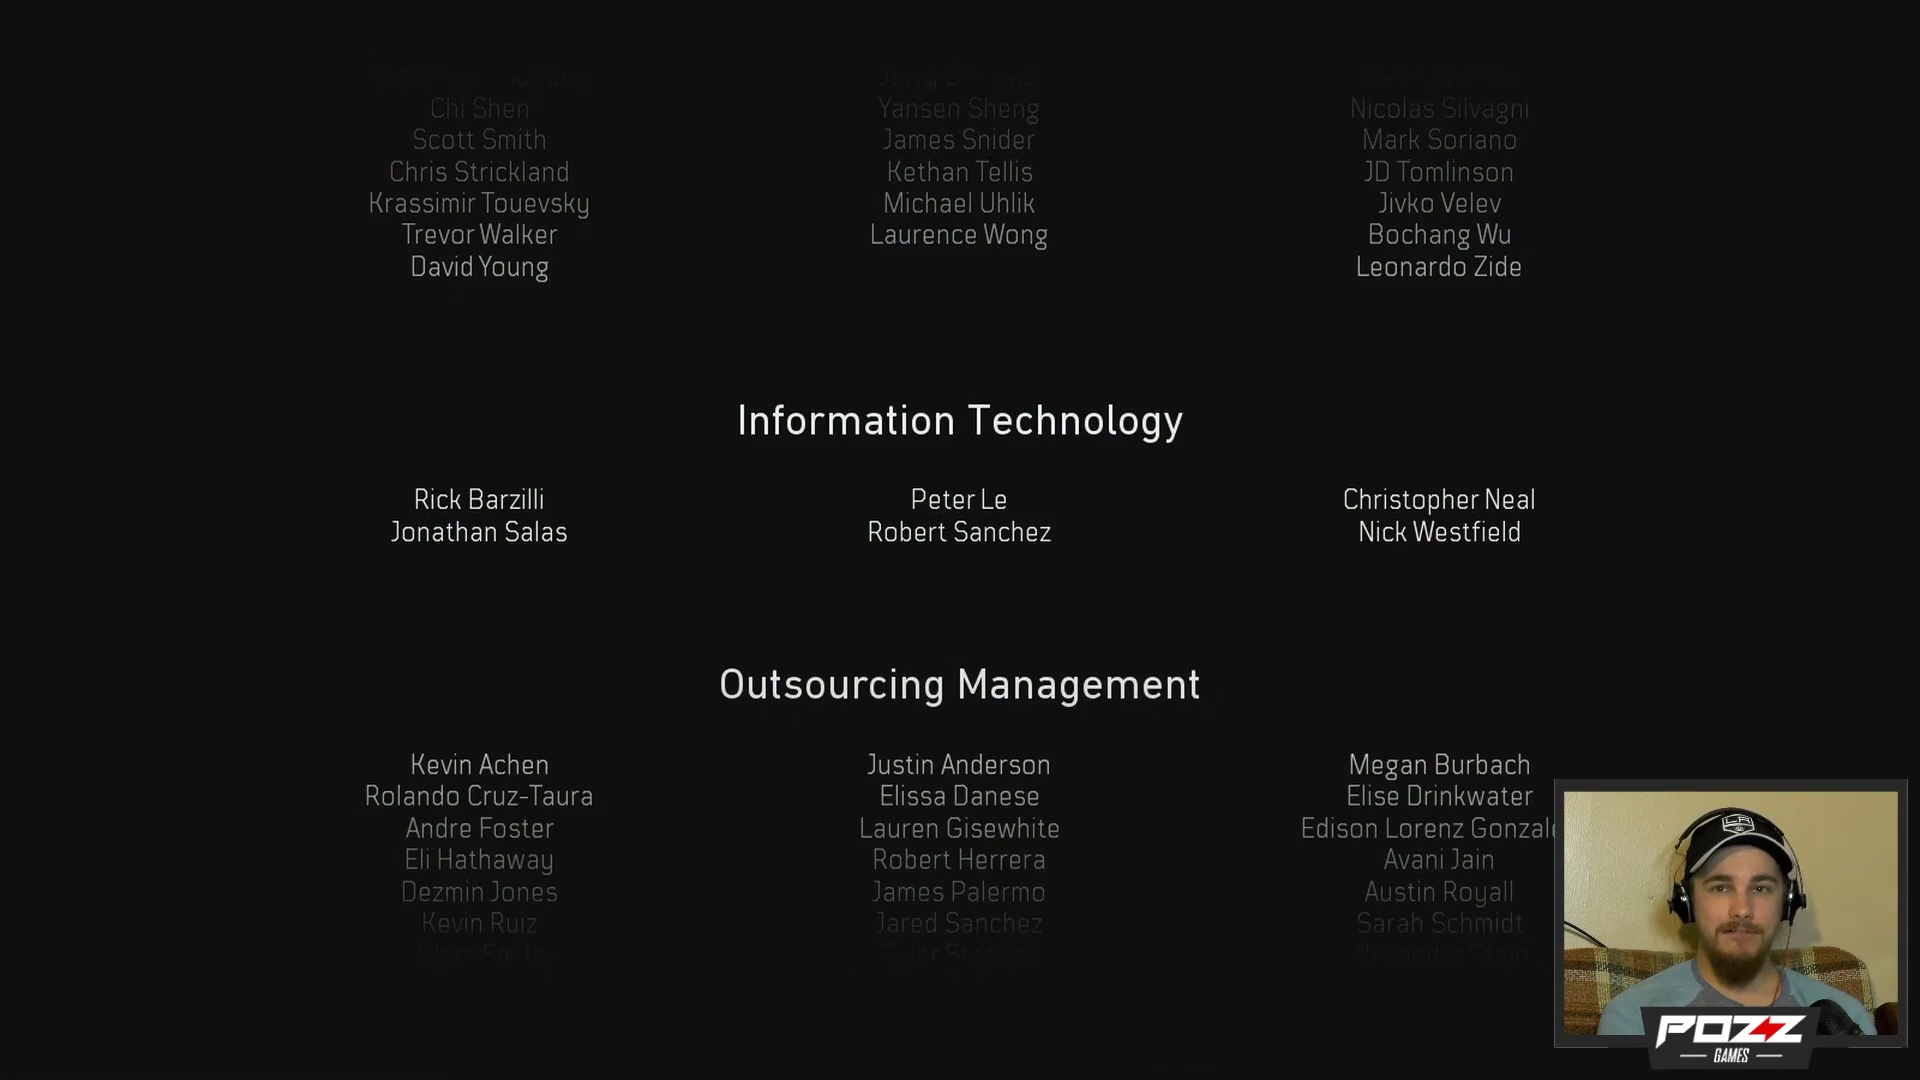 Chi Shen
Yansen Sheng
Nicolas Silvagni
Scott Smith
James Snider
Mark Soriano
Chris Strickland
Kethan Tellis
JD Tomlinson
Krassimir Touevsky
Michael Uhlik
Jivko Velev
Trevor Walker
Laurence Wong
Bochang Wu
David Young
Leonardo Zide
Information Technology
Rick Barzilli
Peter Le
Christopher Neal
Jonathan Salas
Robert Sanchez
Nick Westfield
Outsourcing Management
Kevin Achen
Justin Anderson
Megan Burbach
Rolando Cruz-Taura
Elissa Danese
Elise Drinkwater
Andre Foster
Lauren Gisewhite
Edison Lorenz
Eli Hathaway
Robert Herrera
Avani Jain
Dezmin Jones
James Palermo
Austin Royall
Kevin Ruiz
Jared Sanchez
Sarah Schmidt
LA
POZZ
GAMES